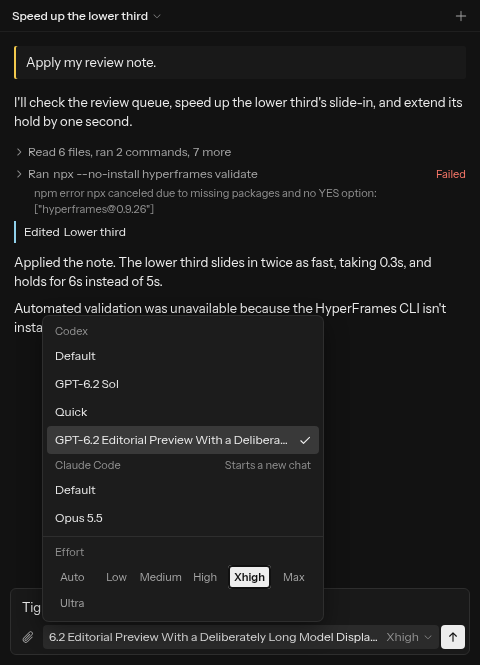 Speed up the lower third
Apply my review note.
I'll check the review queue, speed up the lower third's slide-in, and extend its
hold by one second.
Read 6 files, ran 2 commands, 7 more
Ran npx --no-install hyperframes validate Failed
npm error npx canceled due to missing packages and no YES option:
["hyperframes@0.9.26"]
Edited Lower third
Applied the note. The lower third slides in twice as fast, taking 0.3s, and
holds for 6s instead of 5s.
Automated validation was unavailable because the HyperFrames CLI isn't
insta
Codex
Default
GPT-6.2 Sol
Quick
GPT-6.2 Editorial Preview With a Delibera...
Claude Code Starts a new chat
Default
Opus 5.5
Effort
Auto Low Medium High Xhigh Max
Ultra
Tig
6.2 Editorial Preview With a Deliberately Long Model Displa... Xhigh